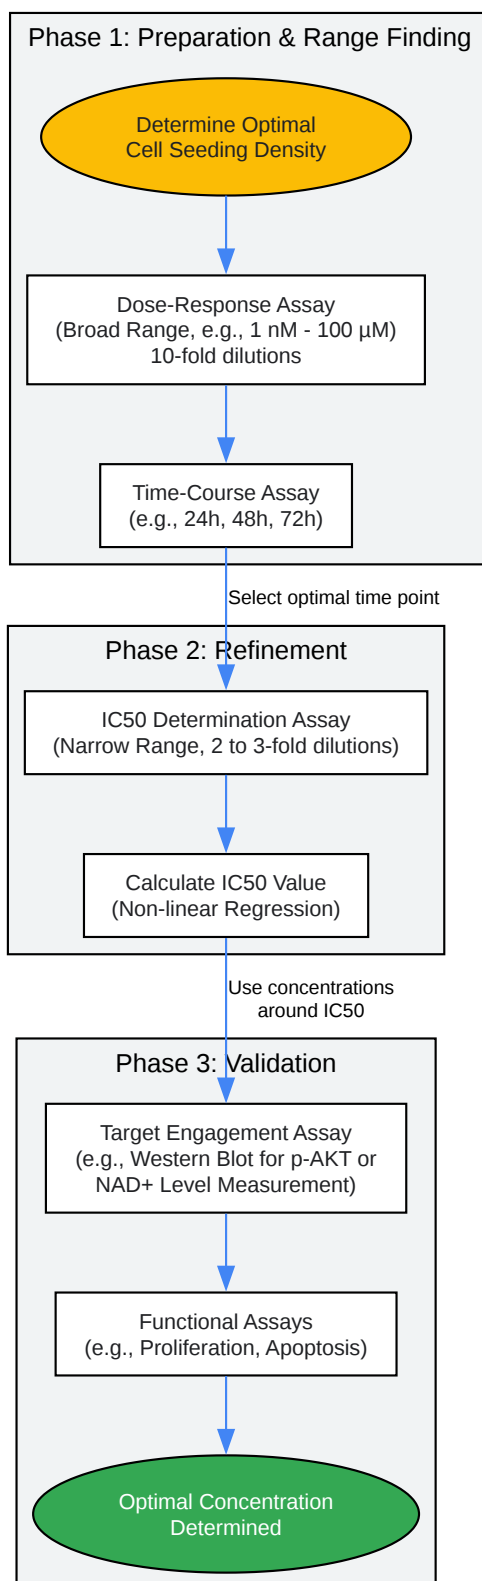 Phase 1: Preparation & Range Finding
Determine Optimal
Cell Seeding Density
Dose-Response Assay
(Broad Range, e.g., 1 nM - 100 µM)
10-fold dilutions
Time-Course Assay
(e.g., 24h, 48h, 72h)
Select optimal time point
Phase 2: Refinement
IC50 Determination Assay
(Narrow Range, 2 to 3-fold dilutions)
Calculate IC50 Value
(Non-linear Regression)
Use concentrations
around IC50
Phase 3: Validation
Target Engagement Assay
(e.g., Western Blot for p-AKT or
NAD+ Level Measurement)
Functional Assays
(e.g., Proliferation, Apoptosis)
Optimal Concentration
Determined